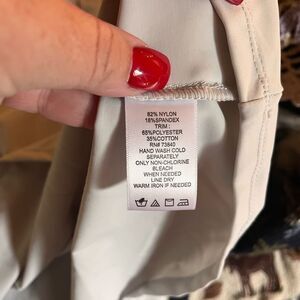 82% NYLON
18%SPANDEX
TRIM :
65%POLYESTER
35%COTTON
RN# 73840
HAND WASH COLD
SEPARATELY
ONLY NON-CHLORINE
BLEACH
WHEN NEEDED
LINE DRY
WARM IRON IF NEEDED